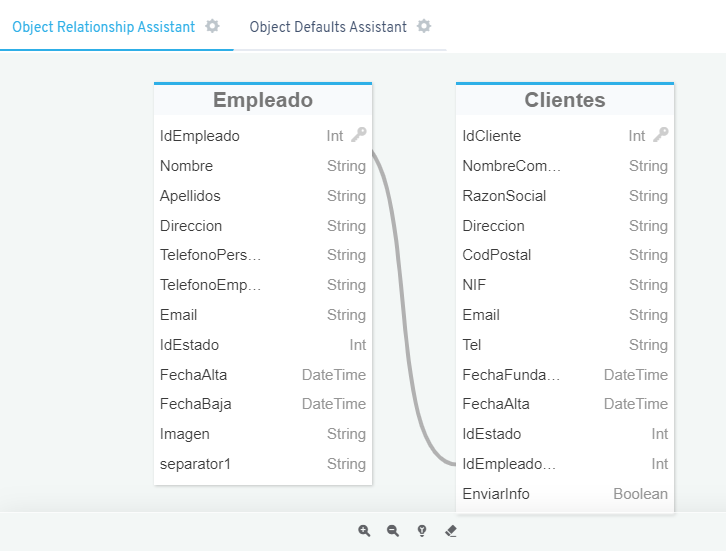 Object Relationship Assistant Object Defaults Assistant
Empleado
IdEmpleado Int
Nombre String
Apellidos String
Direccion String
TelefonoPers... String
TelefonoEmp... String
Email String
IdEstado Int
FechaAlta DateTime
FechaBaja DateTime
Imagen String
separator1 String
Clientes
IdCliente Int
NombreCom... String
RazonSocial String
Direccion String
CodPostal String
NIF String
Email String
Tel String
FechaFunda... DateTime
FechaAlta DateTime
IdEstado Int
IdEmpleado... Int
EnviarInfo Boolean